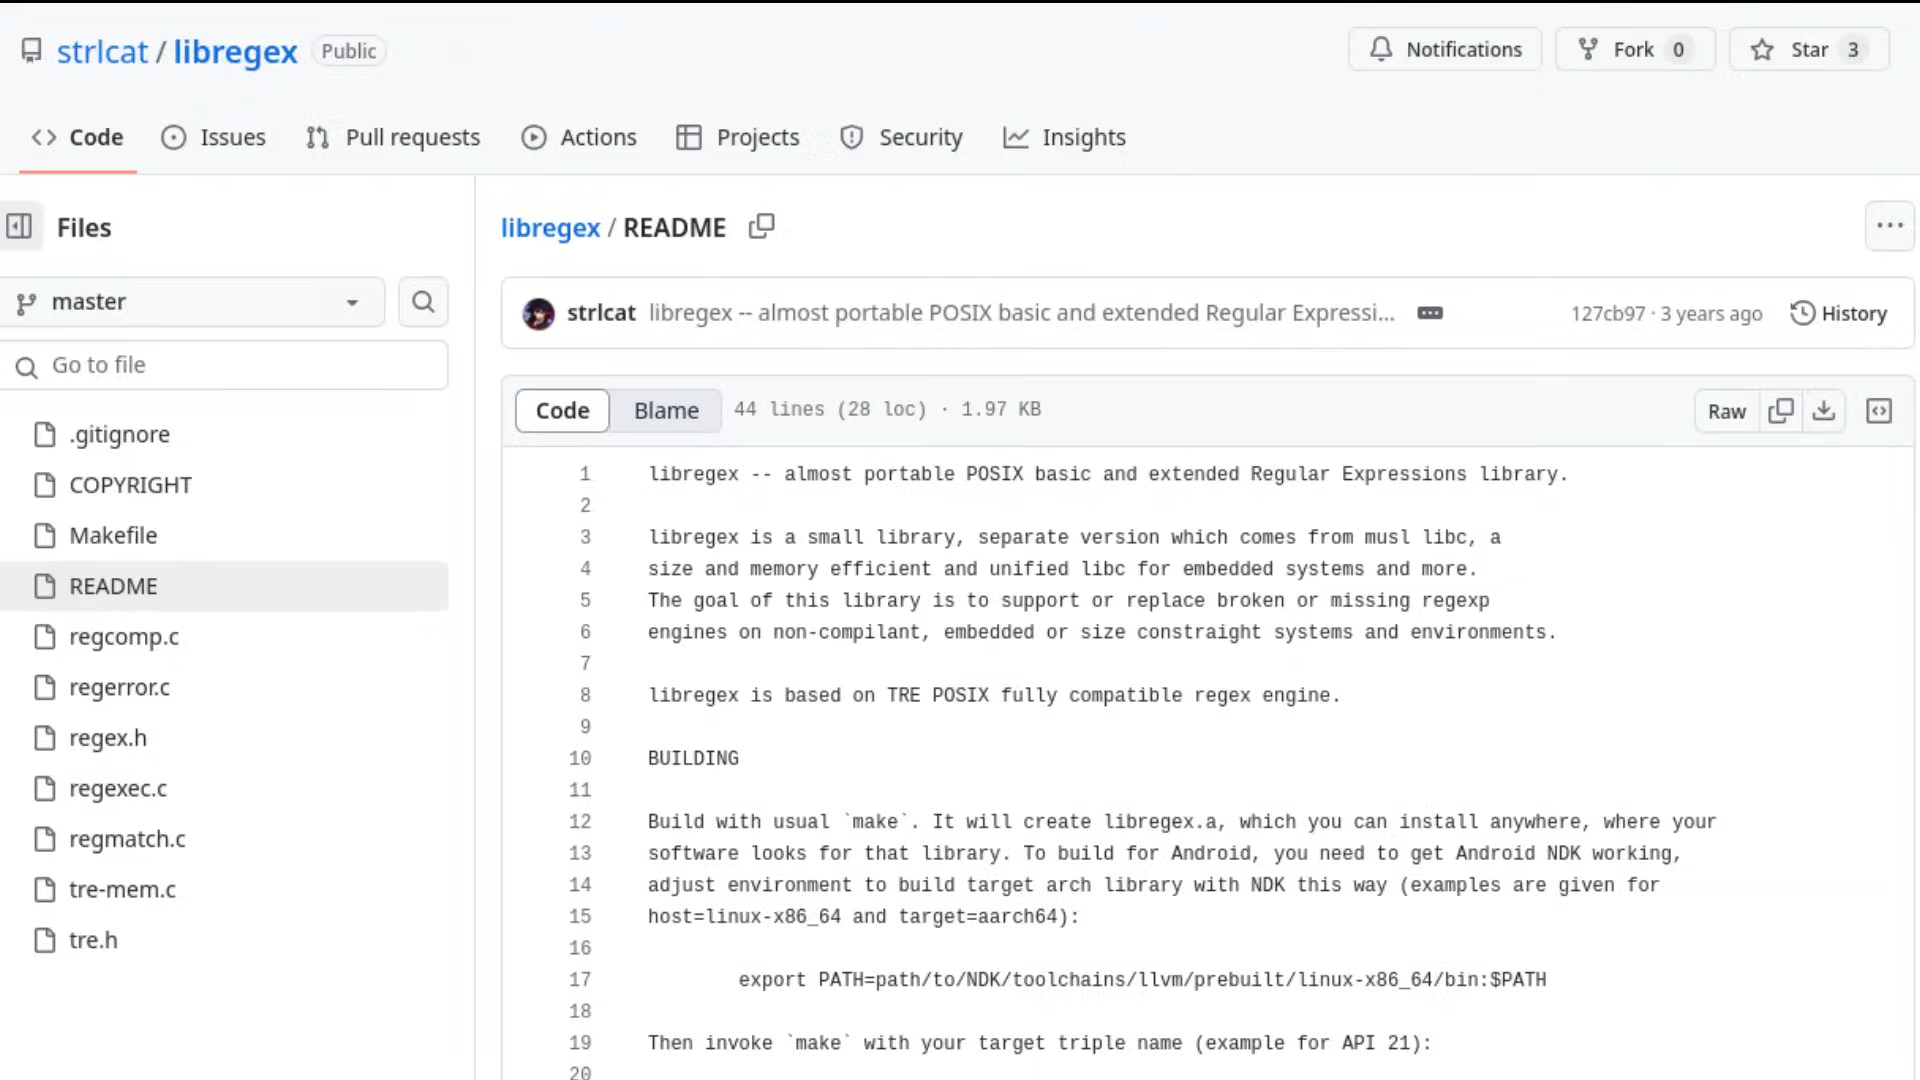 strlcat / libregex Public
Notifications Fork 0 Star 3
Code Issues Pull requests Actions Projects Security Insights
Files
master
Go to file
.gitignore
COPYRIGHT
Makefile
README
regcomp.c
regerror.c
regex.h
regexec.c
regmatch.c
tre-mem.c
tre.h
libregex / README
strlcat libregex -- almost portable POSIX basic and extended Regular Expressi... 127cb97 · 3 years ago History
Code Blame 44 lines (28 loc) · 1.97 KB Raw
1 libregex -- almost portable POSIX basic and extended Regular Expressions library.
2
3 libregex is a small library, separate version which comes from musl libc, a
4 size and memory efficient and unified libc for embedded systems and more.
5 The goal of this library is to support or replace broken or missing regexp
6 engines on non-compilant, embedded or size constraight systems and environments.
7
8 libregex is based on TRE POSIX fully compatible regex engine.
9
10 BUILDING
11
12 Build with usual `make`. It will create libregex.a, which you can install anywhere, where your
13 software looks for that library. To build for Android, you need to get Android NDK working,
14 adjust environment to build target arch library with NDK this way (examples are given for
15 host=linux-x86_64 and target=aarch64):
16
17 export PATH=path/to/NDK/toolchains/llvm/prebuilt/linux-x86_64/bin:$PATH
18
19 Then invoke `make` with your target triple name (example for API 21):
20